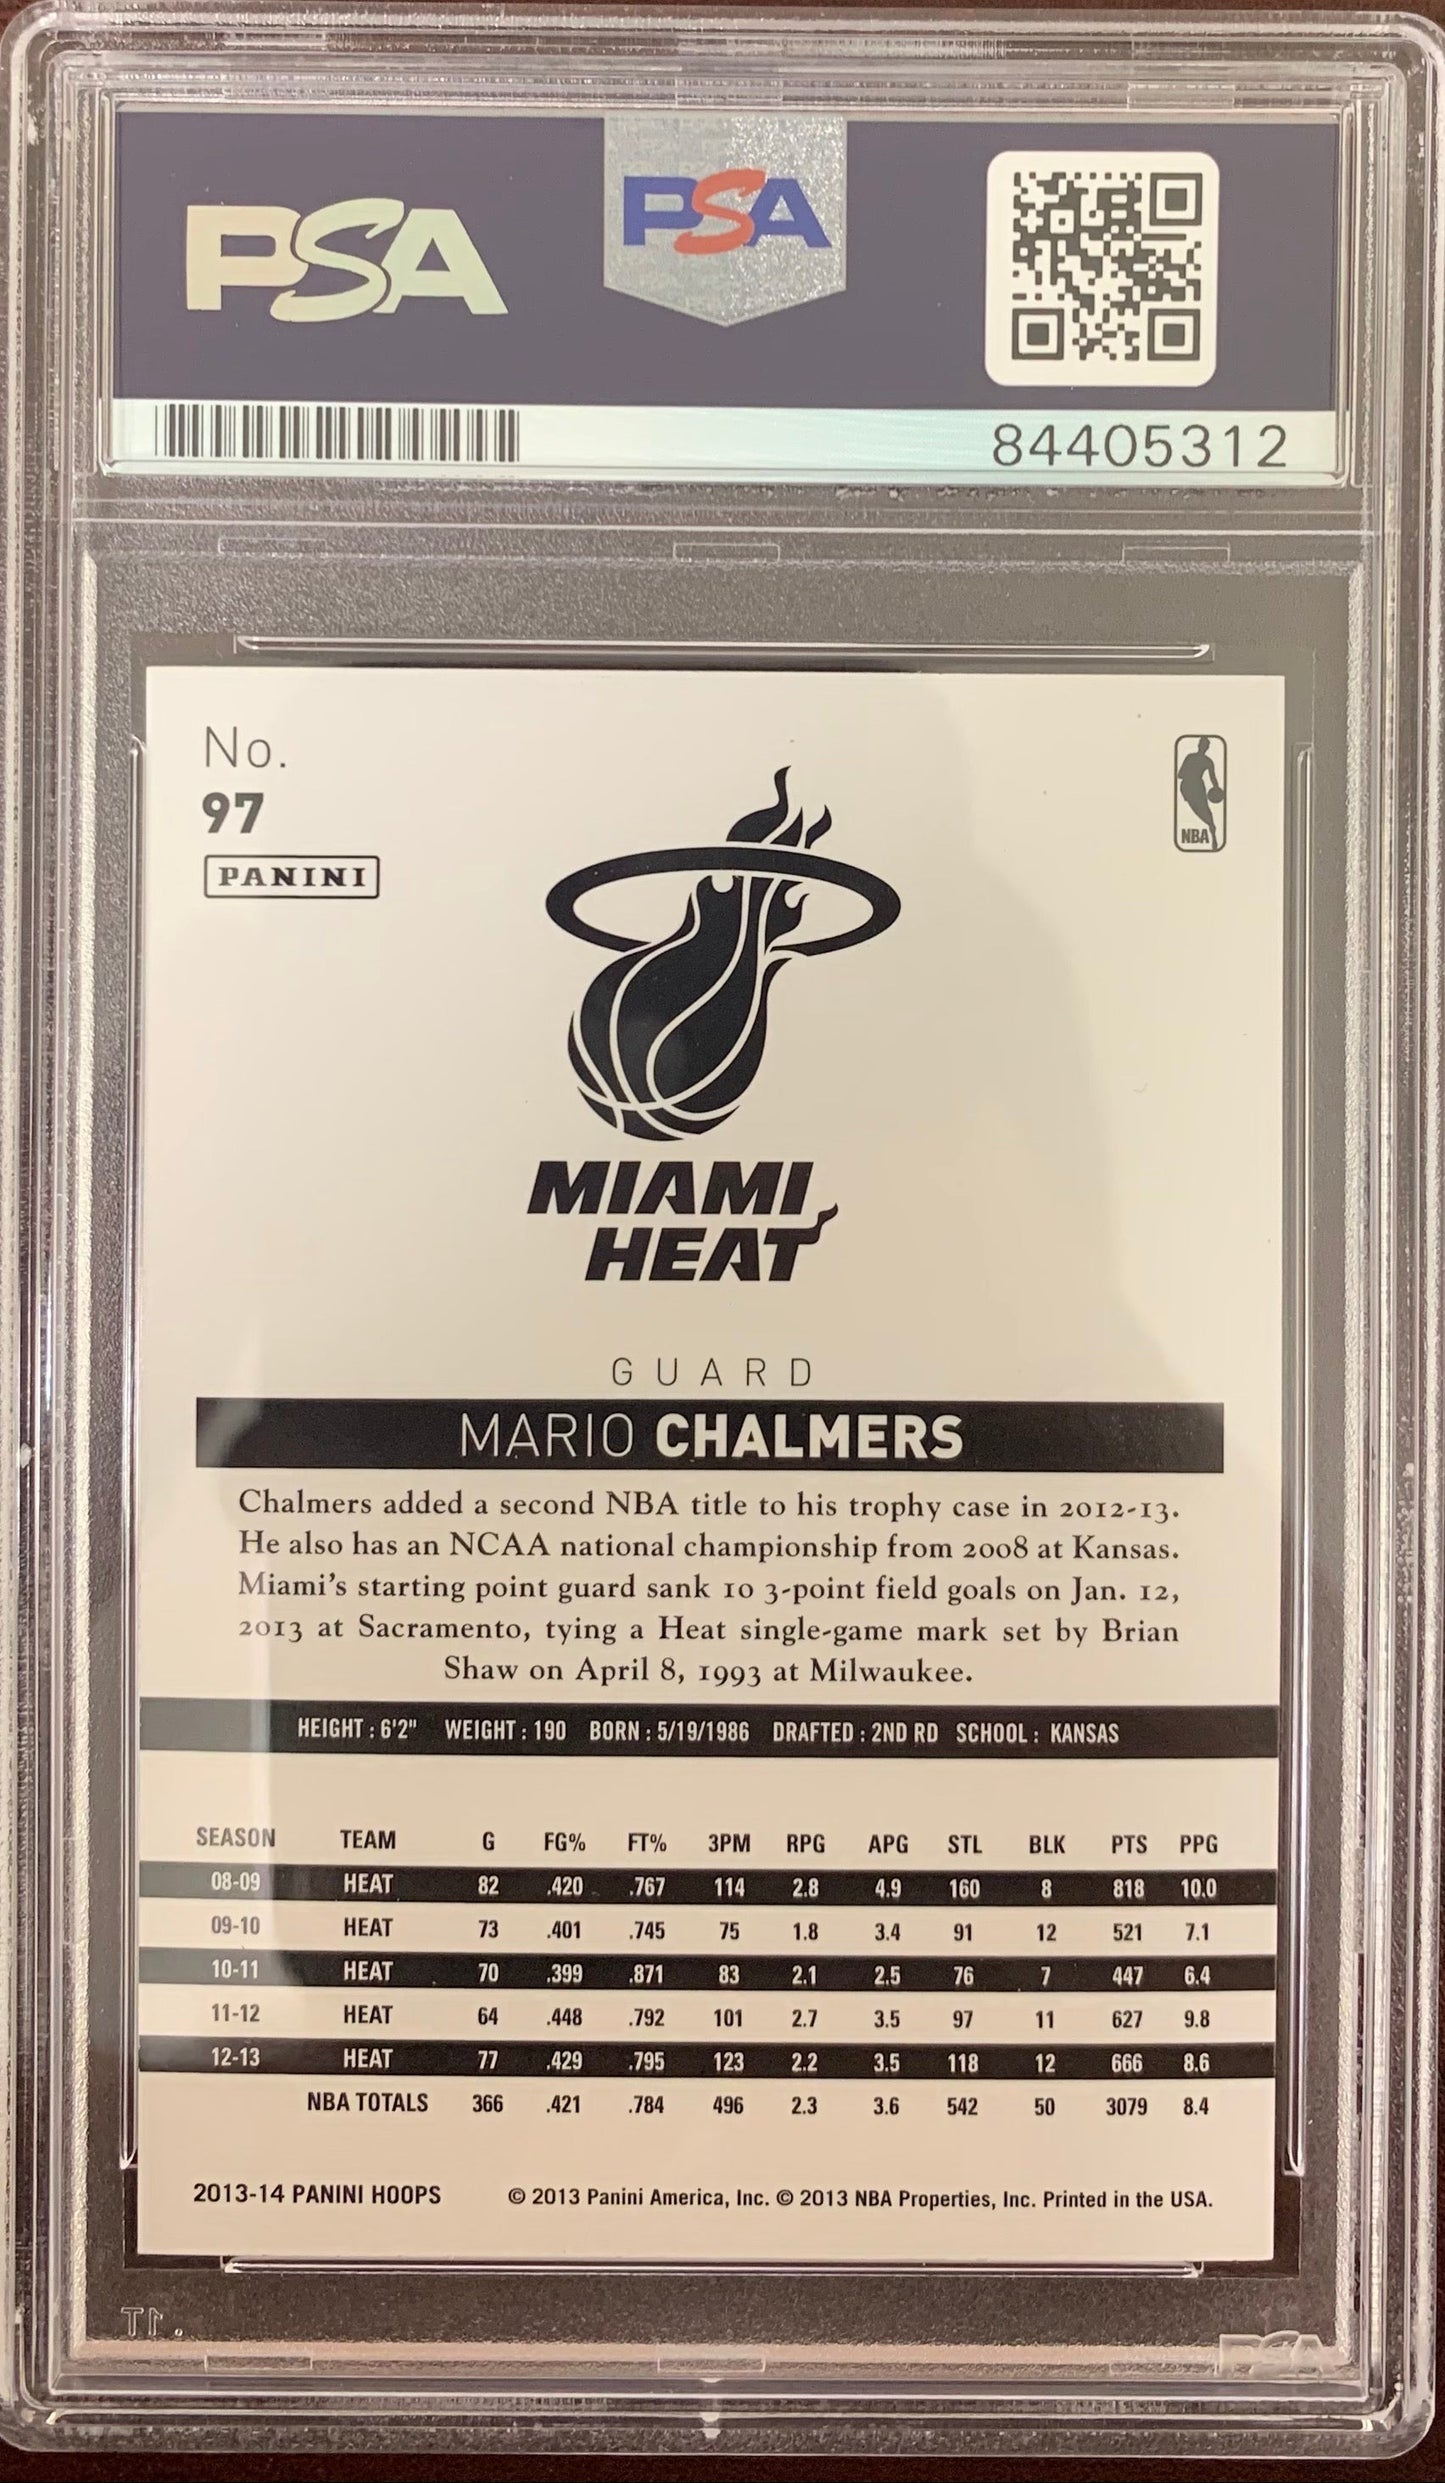 PSA
PSA
84405312
No.
97
PANINI
NBA
MIAMI
HEAT
GUARD
MARIO CHALMERS
Chalmers added a second NBA title to his trophy case in 2012-13.
He also has an NCAA national championship from 2008 at Kansas.
Miami's starting point guard sank 10 3-point field goals on Jan. 12,
2013 at Sacramento, tying a Heat single-game mark set by Brian
Shaw on April 8, 1993 at Milwaukee.
HEIGHT : 6'2" WEIGHT : 190 BORN : 5/19/1986 DRAFTED : 2ND RD SCHOOL : KANSAS
SEASON TEAM G FG% FT% 3PM RPG APG STL BLK PTS PPG
08-09 HEAT 82 .420 .767 114 2.8 4.9 160 8 818 10.0
09-10 HEAT 73 .401 .745 75 1.8 3.4 91 12 521 7.1
10-11 HEAT 70 .399 .871 83 2.1 2.5 76 7 447 6.4
11-12 HEAT 64 .448 .792 101 2.7 3.5 97 11 627 9.8
12-13 HEAT 77 .429 .795 123 2.2 3.5 118 12 666 8.6
NBA TOTALS 366 .421 .784 496 2.3 3.6 542 50 3079 8.4
2013-14 PANINI HOOPS © 2013 Panini America, Inc. © 2013 NBA Properties, Inc. Printed in the USA.
PSA